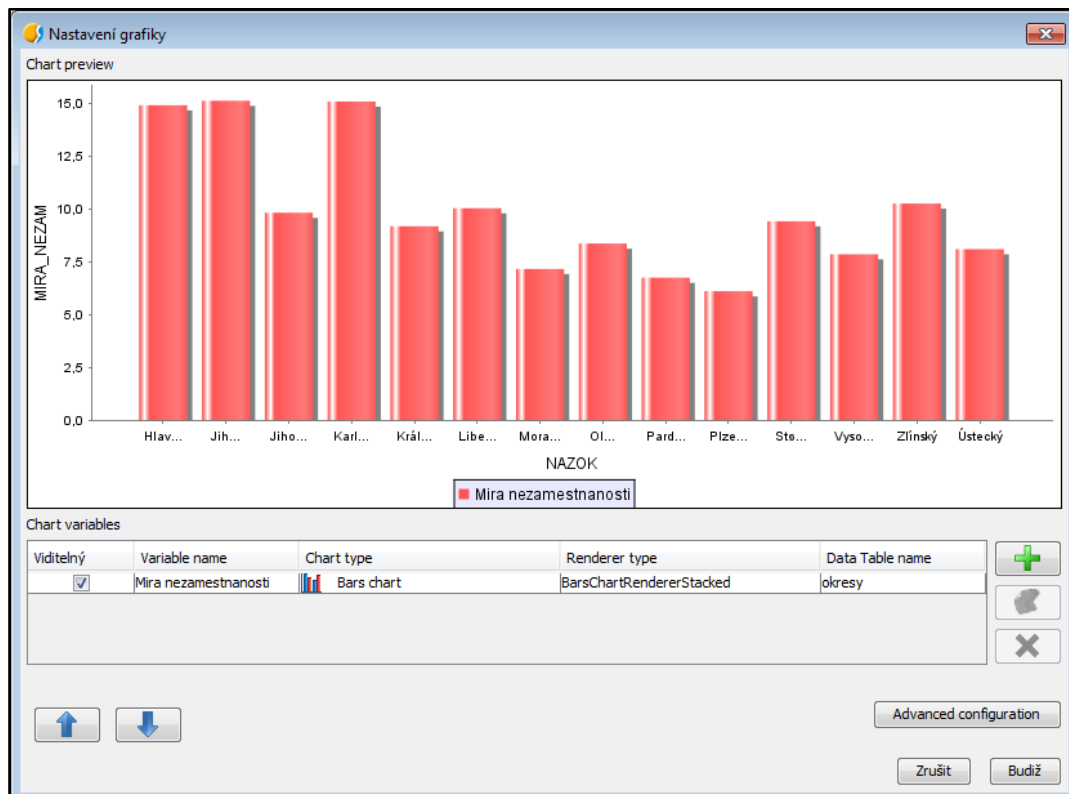 Nastavení grafiky
Chart preview
MIRA_NEZAM
15,0
12,5
10,0
7,5
5,0
2,5
0,0
Hlav... Jih... Jiho... Karl... Král... Libe... Mora... Ol... Pard... Plze... Sto... Vyso... Zlínský Ústecký
NAZOK
Mira nezamestnanosti
Chart variables
Viditelný Variable name Chart type Renderer type Data Table name
Mira nezamestnanosti Bars chart BarsChartRendererStacked okresy
Advanced configuration
Zrušit Budiž